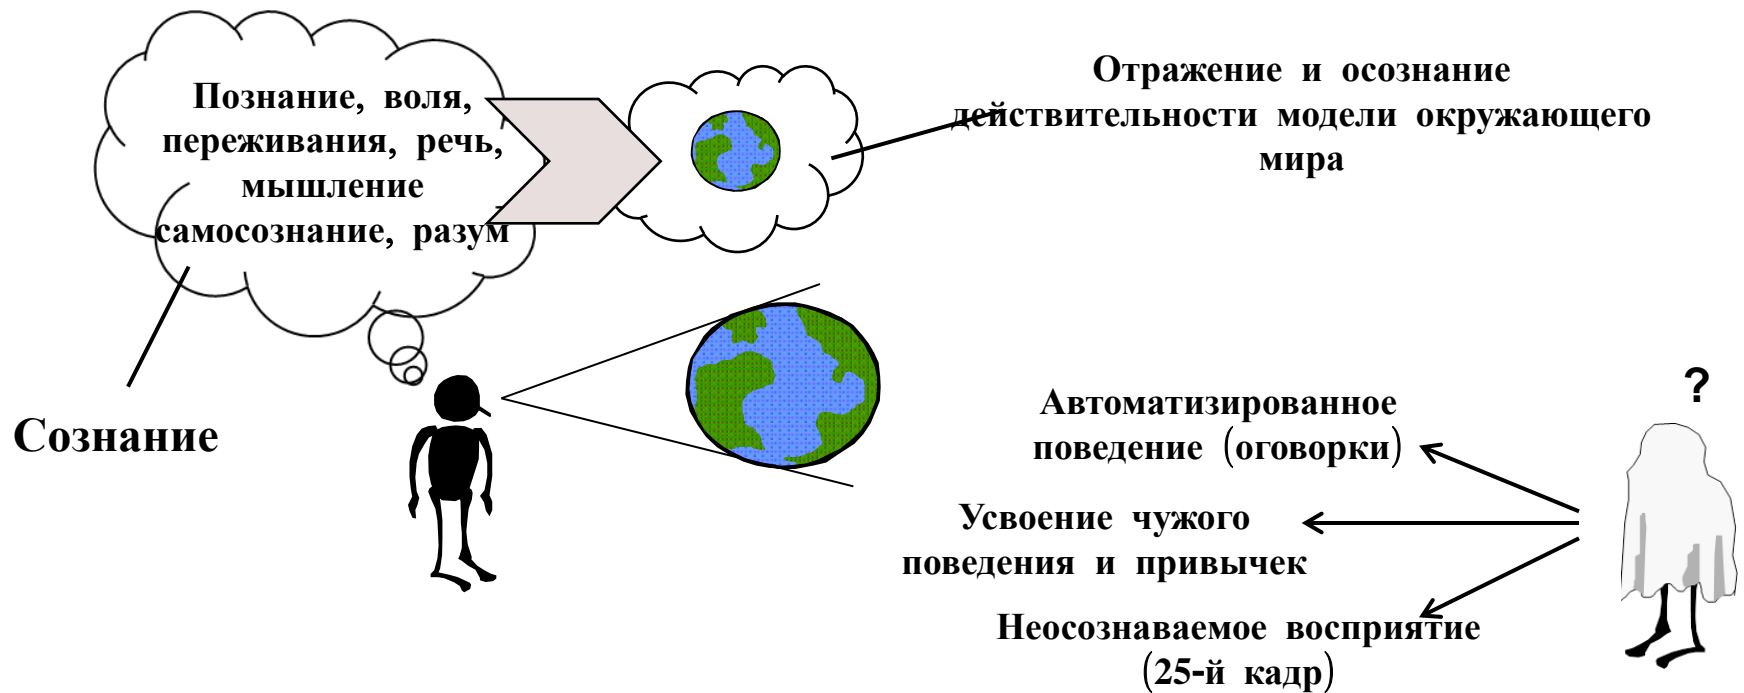 Познание, воля,
переживания, речь,
мышление
самосознание, разум
Отражение и осознание
действительности модели окружающего
мира
Сознание
?
Автоматизированное
поведение (оговорки)
Усвоение чужого
поведения и привычек
Неосознаваемое восприятие
(25-й кадр)